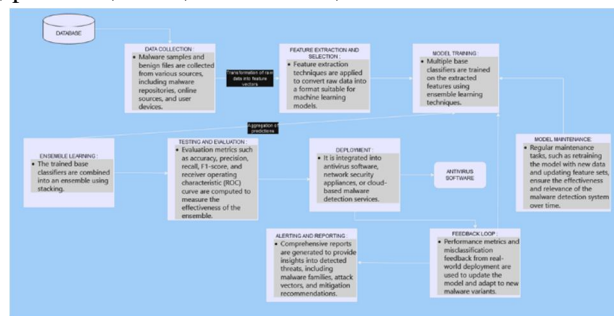 DATABASE
DATA COLLECTION :
• Malware samples and
benign files are collected
from various sources,
including malware
repositories, online
sources, and user
devices.
Transformation of raw
data into feature
vectors.
FEATURE EXTRACTION AND
SELECTION :
• Feature extraction
techniques are applied
to convert raw data into
a format suitable for
machine learning
models.
MODEL TRAINING :
• Multiple base
classifiers are trained
on the extracted
features using
ensemble learning
techniques.
Aggregation of
predictions
ENSEMBLE LEARNING :
• The trained base
classifiers are combined
into an ensemble using
stacking.
TESTING AND EVALUATION :
• Evaluation metrics such
as accuracy, precision,
recall, F1-score, and
receiver operating
characteristic (ROC)
curve are computed to
measure the
effectiveness of the
ensemble.
DEPLOYMENT :
• It is integrated into
antivirus software,
network security
appliances, or cloud-
based malware
detection services.
ANTIVIRUS
SOFTWARE
MODEL MAINTENANCE:
• Regular maintenance
tasks, such as retraining
the model with new data
and updating feature sets,
ensure the effectiveness
and relevance of the
malware detection system
over time.
ALERTING AND REPORTING :
• Comprehensive reports
are generated to provide
insights into detected
threats, including
malware families, attack
vectors, and mitigation
recommendations.
FEEDBACK LOOP :
• Performance metrics and
misclassification
feedback from real-
world deployment are
used to update the
model and adapt to new
malware variants.